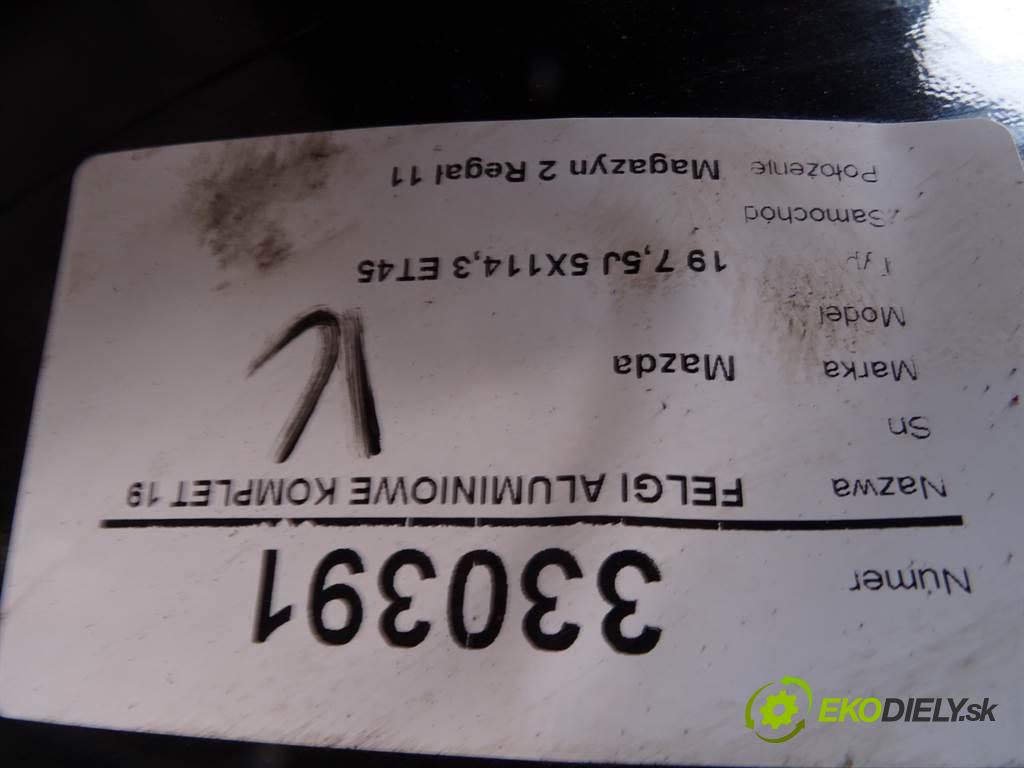 Numer 330391
Nazwa FELGI ALUMINIOWE KOMPLET 19
Sn
Marka Mazda
Model
Typ 19 7,5J 5X114,3 ET45
Samochód
Położenie Magazyn 2 Regał 11
EKODIELY.sk